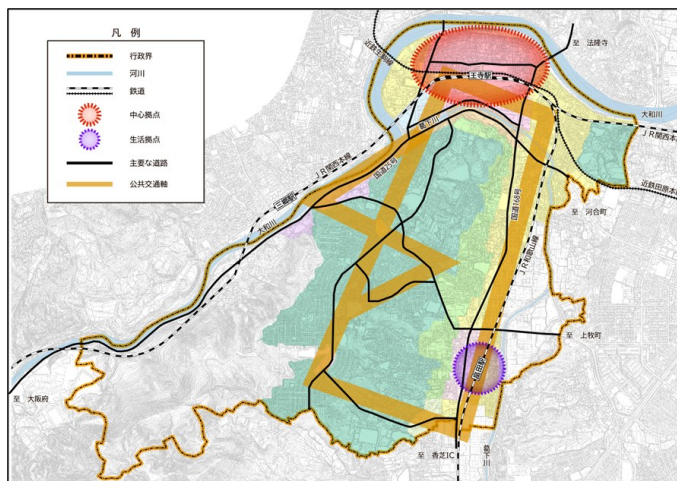 凡 例
行政界
河川
鉄道
中心拠点
生活拠点
主要な道路
公共交通軸
近鉄生駒線
至 法隆寺
王寺駅
大和川
葛下川
JR関西本線
JR関西本線
国道25号
三郷駅
近鉄田原本線
国道168号
至 河合町
大和川
JR和歌山線
至 上牧町
畠田駅
至 大阪府
至 香芝IC
葛下川